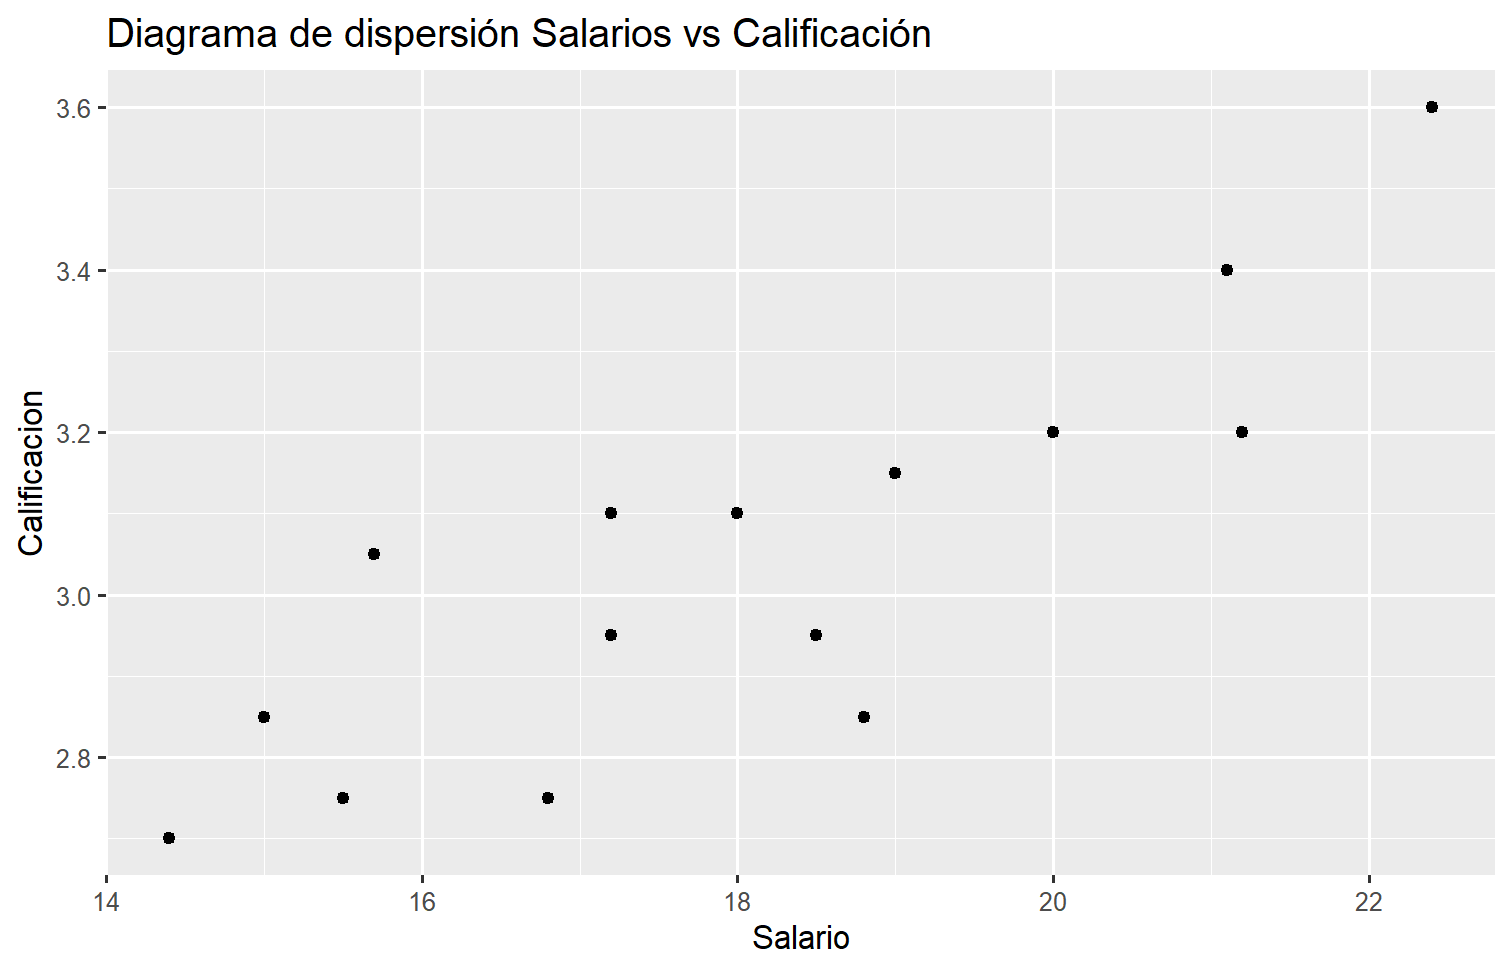 Diagrama de dispersión Salarios vs Calificación
3.6
3.4
3.2
3.0
2.8
Calificacion
14 16 18 20 22
Salario